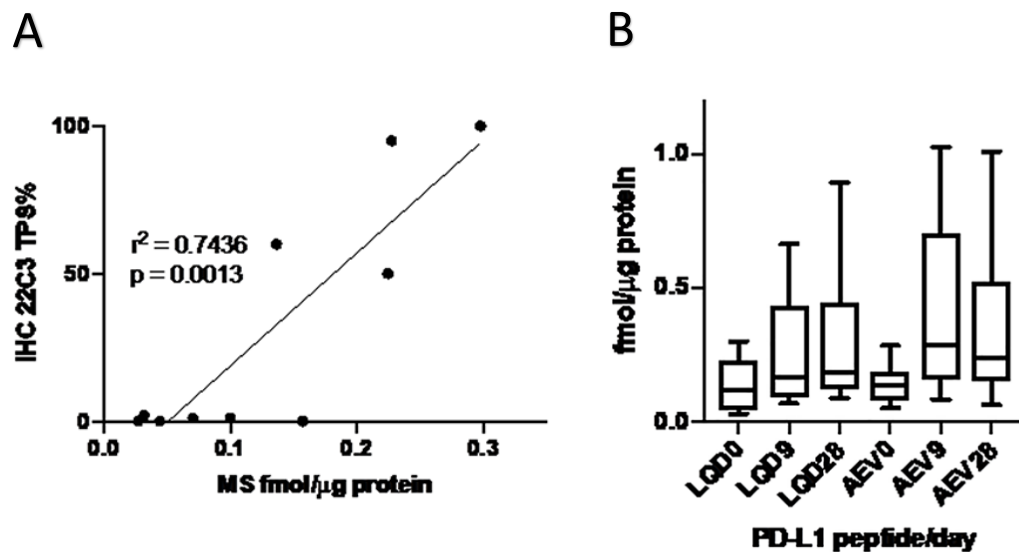 A
IHC 22C3 TPS%
100
50
0
r² = 0.7436
p = 0.0013
0.0 0.1 0.2 0.3
MS fmol/µg protein
B
fmol/µg protein
1.0
0.5
0.0
LQD0 LQD9 LQD28 AEV0 AEV9 AEV28
PD-L1 peptide/day